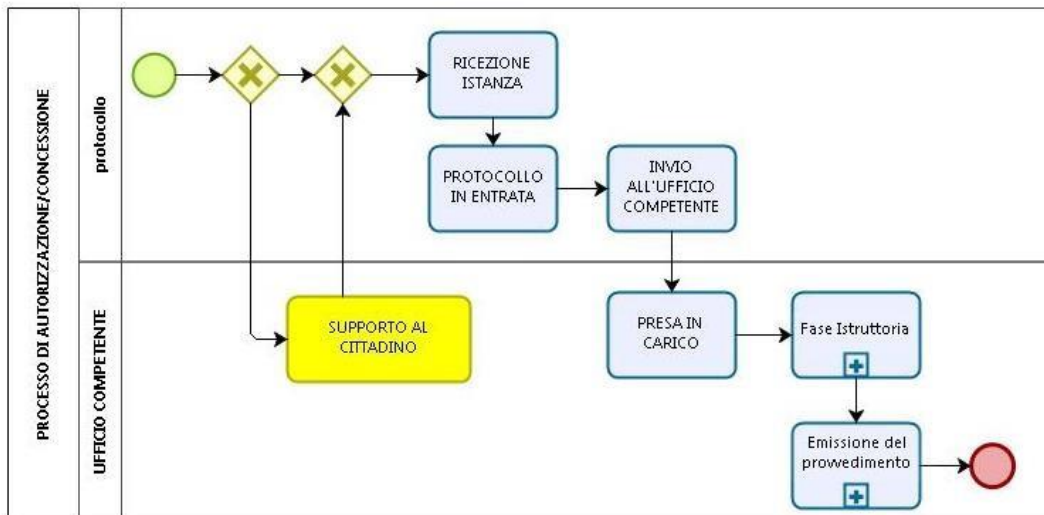 PROCESSO DI AUTORIZZAZIONE/CONCESSIONE
protocollo
RICEZIONE
ISTANZA
PROTOCOLLO
IN ENTRATA
INVIO
ALL'UFFICIO
COMPETENTE
UFFICIO COMPETENTE
SUPPORTO AL
CITTADINO
PRESA IN
CARICO
Fase Istruttoria
Emissione del
provvedimento